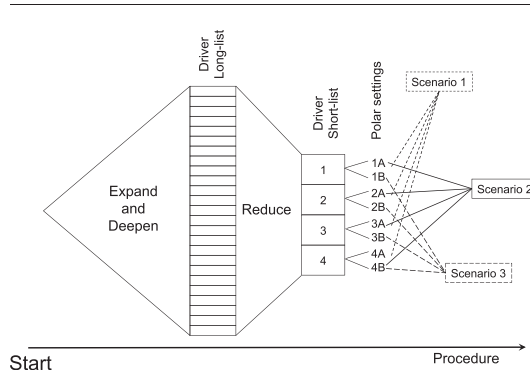 Driver
Long-list
Driver
Short-list
Polar settings
Scenario 1
Expand
and
Deepen
Reduce
1
2
3
4
1A
1B
2A
2B
3A
3B
4A
4B
Scenario 2
Scenario 3
Start
Procedure